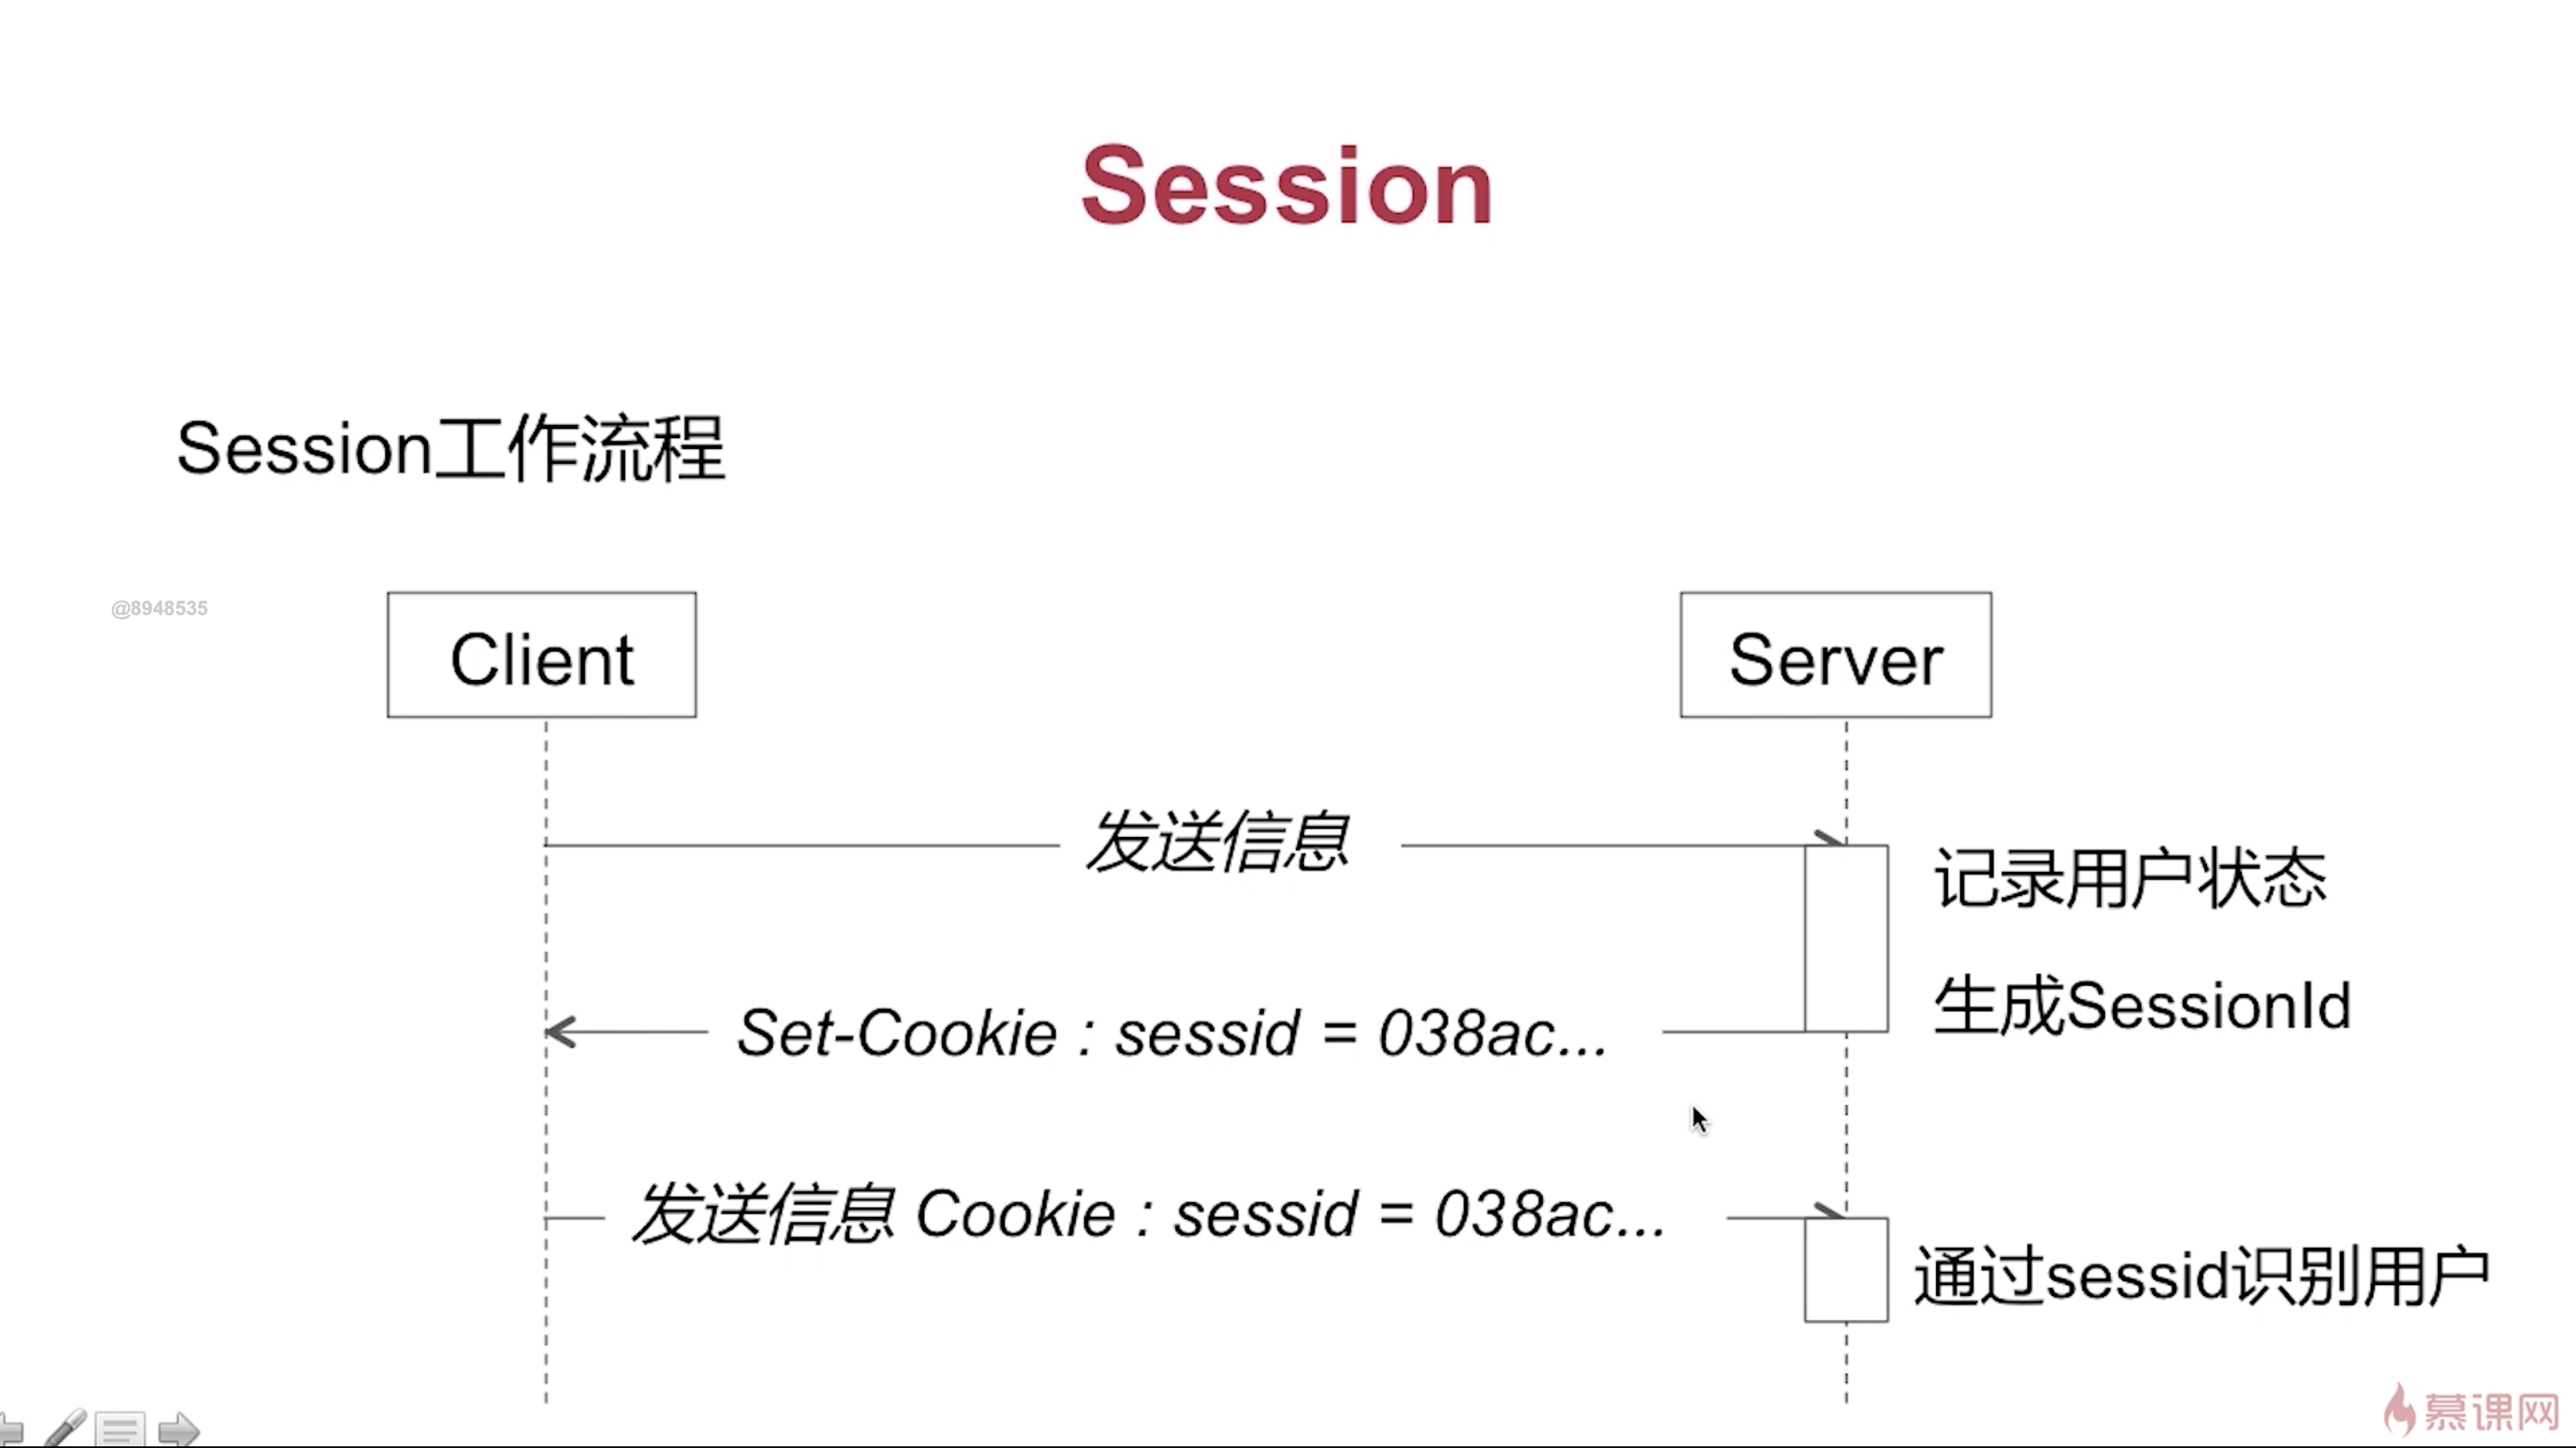 Session
Session工作流程
@8948535
Client
Server
发送信息
记录用户状态
生成SessionId
Set-Cookie : sessid = 038ac...
发送信息 Cookie : sessid = 038ac...
通过sessid识别用户
慕课网